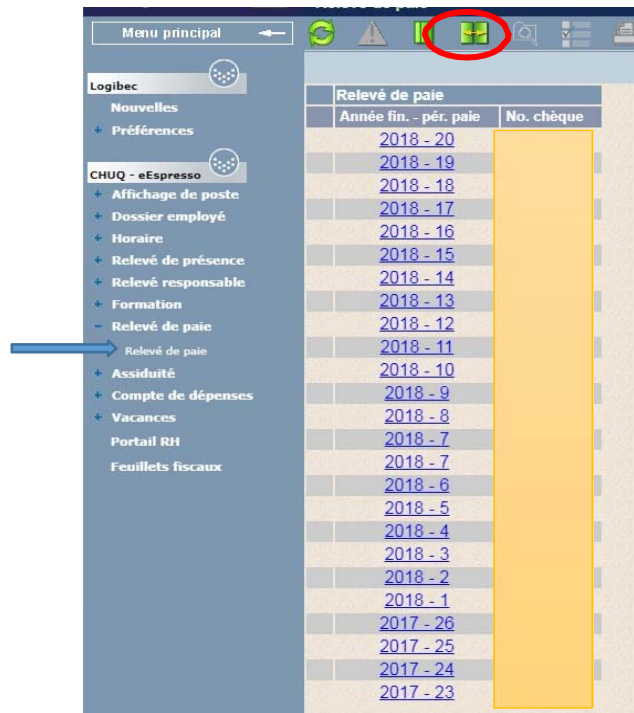 Relevé de paie
Menu principal
Logibec
Nouvelles
+ Préférences
CHUQ - eEspresso
+ Affichage de poste
+ Dossier employé
+ Horaire
+ Relevé de présence
+ Relevé responsable
+ Formation
- Relevé de paie
Relevé de paie
+ Assiduité
+ Compte de dépenses
+ Vacances
Portail RH
Feuillets fiscaux
Relevé de paie
Année fin. - pér. paie No. chèque
2018 - 20
2018 - 19
2018 - 18
2018 - 17
2018 - 16
2018 - 15
2018 - 14
2018 - 13
2018 - 12
2018 - 11
2018 - 10
2018 - 9
2018 - 8
2018 - 7
2018 - 7
2018 - 6
2018 - 5
2018 - 4
2018 - 3
2018 - 2
2018 - 1
2017 - 26
2017 - 25
2017 - 24
2017 - 23